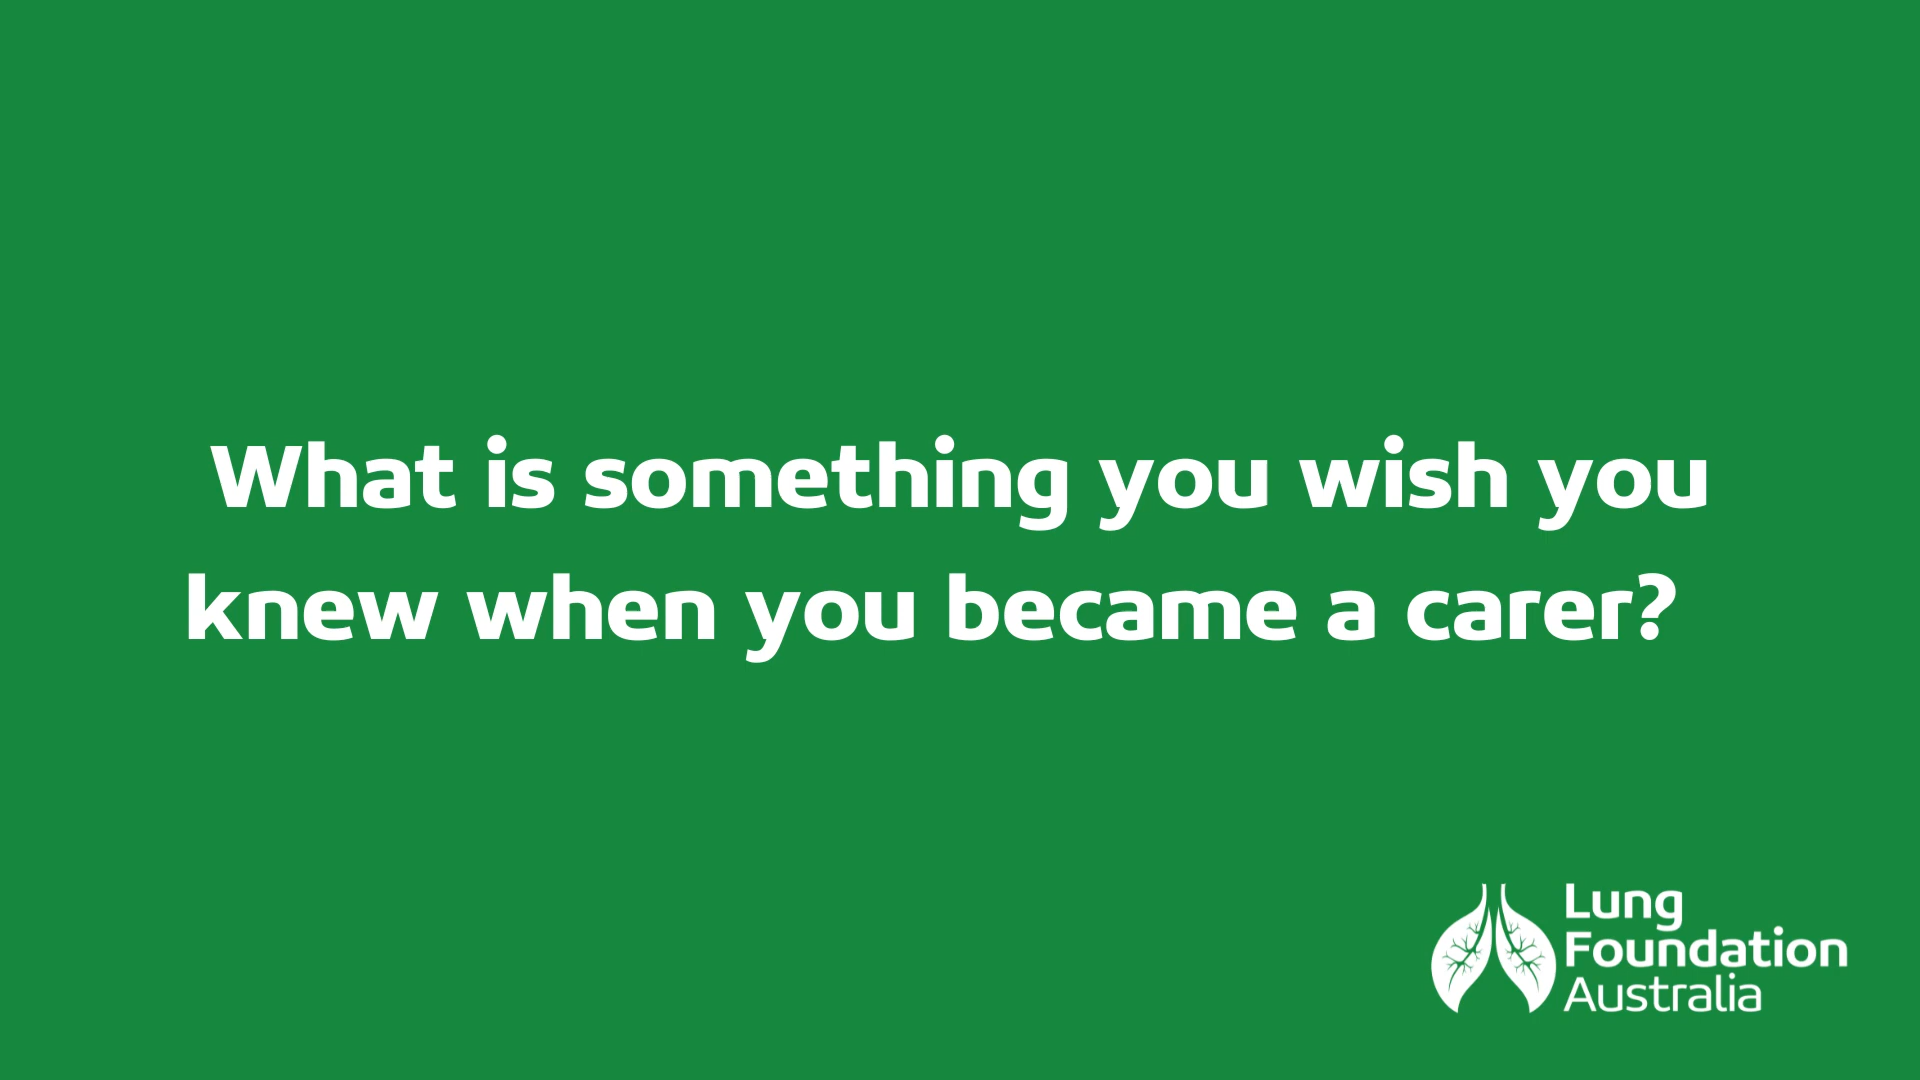 What is something you wish you
knew when you became a carer?
Lung
Foundation
Australia